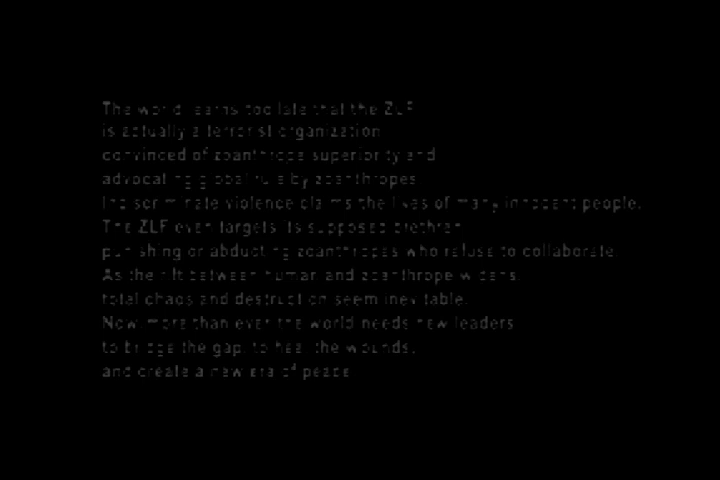 The world learns too late that the ZLF
is actually a terrorist organization
convinced of zoanthrope superiority and
advocating global rule by zoanthropes.
Indiscriminate violence claims the lives of many innocent people.
The ZLF even targets its supposed brethren,
punishing or abducting zoanthropes who refuse to collaborate.
As the rift between human and zoanthrope widens,
total chaos and destruction seem inevitable.
Now, more than ever the world needs new leaders
to bridge the gap, to heal the wounds,
and create a new era of peace.